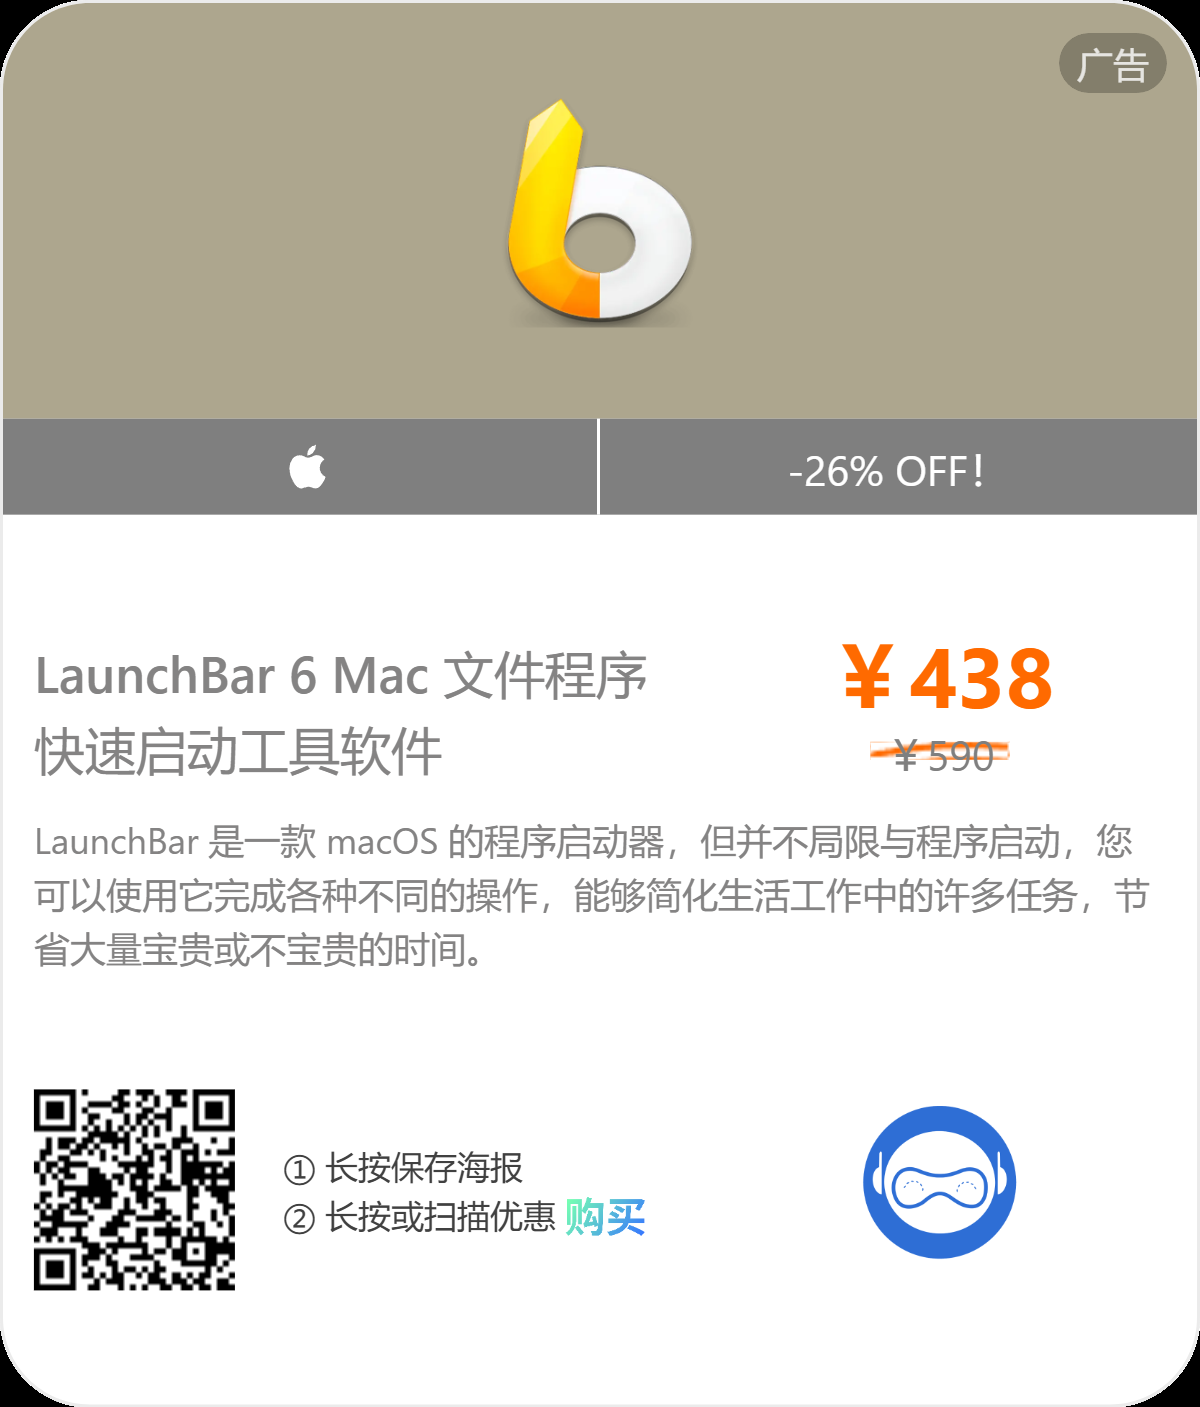 广告
-26% OFF!
LaunchBar 6 Mac 文件程序
快速启动工具软件
￥438
￥590
LaunchBar 是一款 macOS 的程序启动器，但并不局限与程序启动，您
可以使用它完成各种不同的操作，能够简化生活工作中的许多任务，节
省大量宝贵或不宝贵的时间。
① 长按保存海报
② 长按或扫描优惠 购买